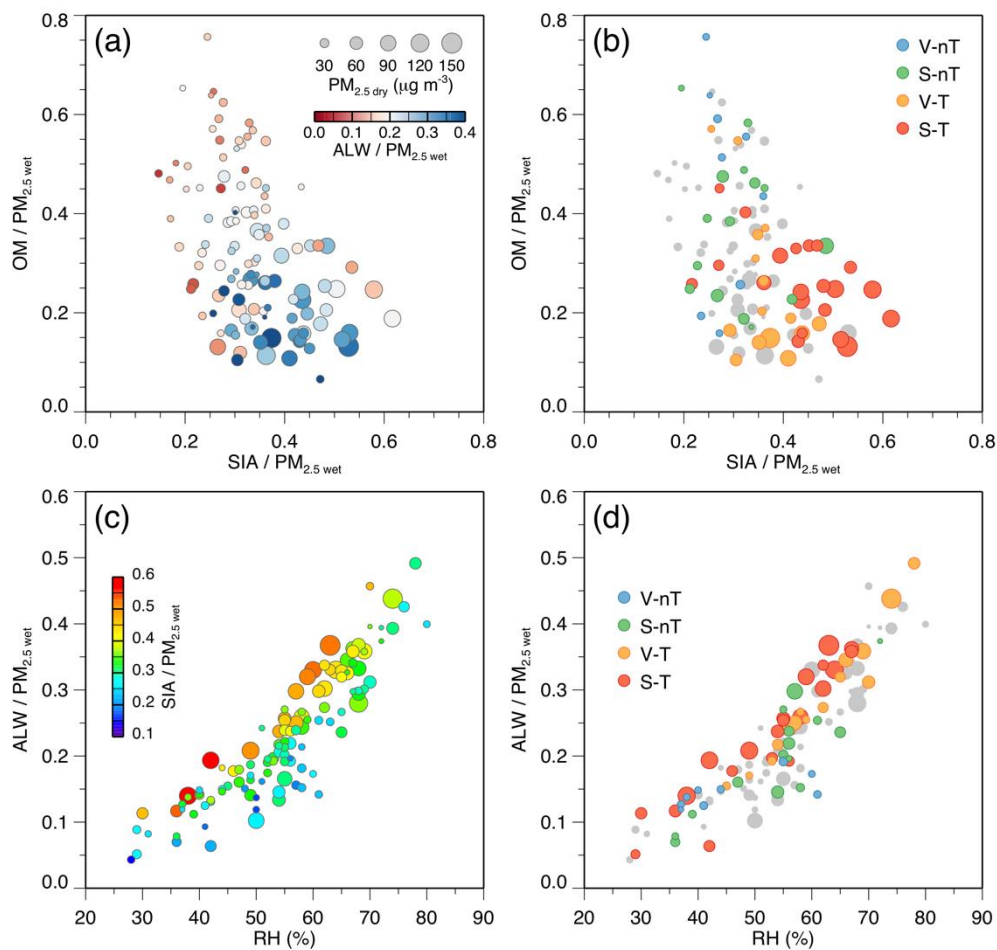 (a)
30 60 90 120 150
PM2.5 dry (μg m-3)
0.0 0.1 0.2 0.3 0.4
ALW / PM2.5 wet
0.8
0.6
0.4
0.2
0.0
OM / PM2.5 wet
0.0 0.2 0.4 0.6 0.8
SIA / PM2.5 wet
(b)
V-nT
S-nT
V-T
S-T
0.8
0.6
0.4
0.2
0.0
OM / PM2.5 wet
0.0 0.2 0.4 0.6 0.8
SIA / PM2.5 wet
(c)
0.6
0.5
0.4
0.3
0.2
0.1
SIA / PM2.5 wet
0.6
0.5
0.4
0.3
0.2
0.1
0.0
ALW / PM2.5 wet
20 30 40 50 60 70 80 90
RH (%)
(d)
V-nT
S-nT
V-T
S-T
0.6
0.5
0.4
0.3
0.2
0.1
0.0
ALW / PM2.5 wet
20 30 40 50 60 70 80 90
RH (%)